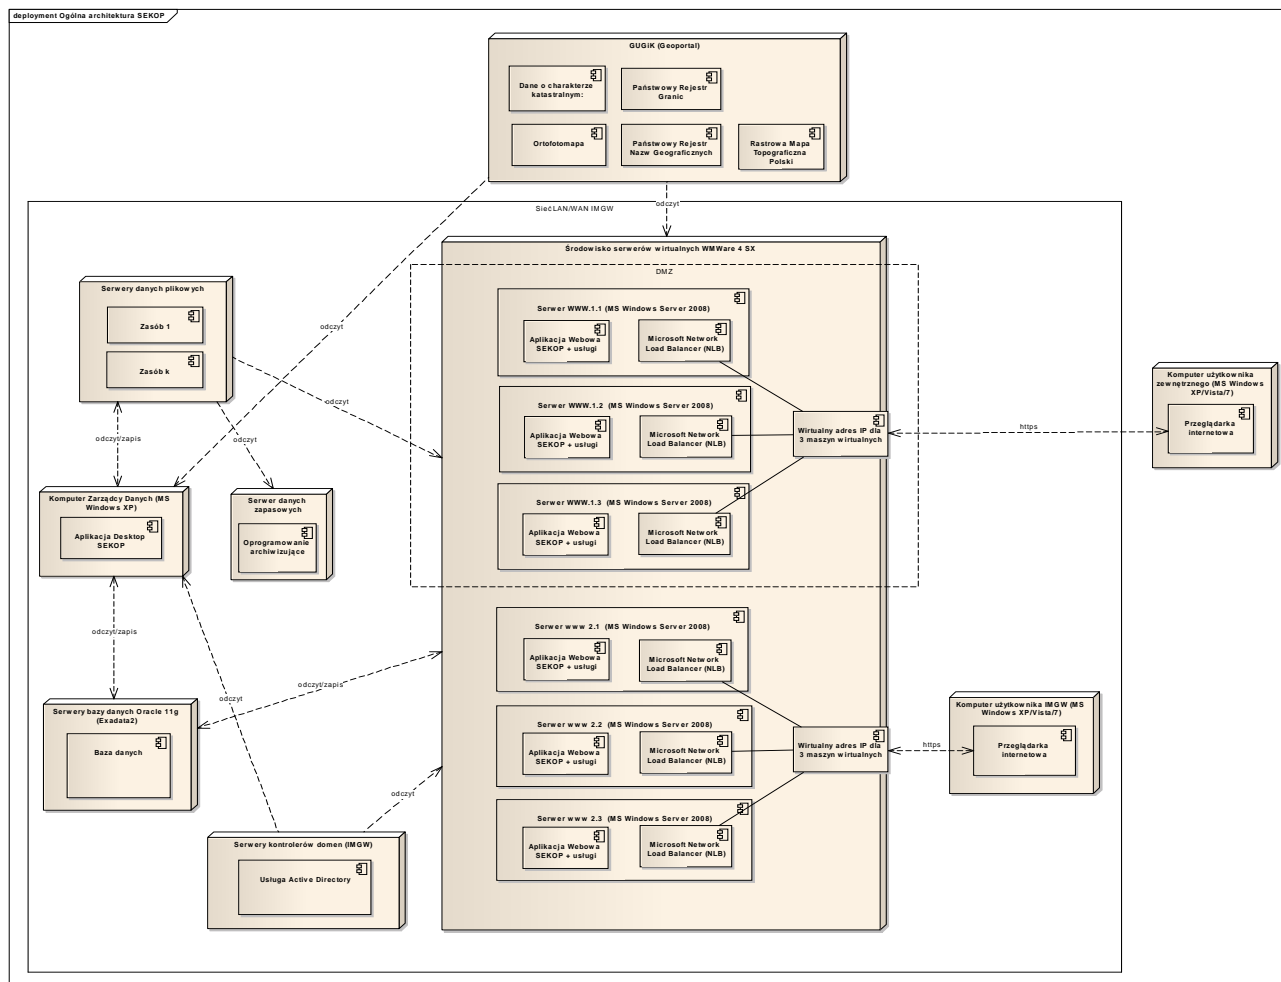 deployment Ogólna architektura SEKOP
GUGiK (Geoportal)
Dane o charakterze
katastralnym:
Państwowy Rejestr
Granic
Ortofotomapa
Państwowy Rejestr
Nazw Geograficznych
Rastrowa Mapa
Topograficzna
Polski
Sieć LAN/WAN IMGW
odczyt
Środowisko serwerów wirtualnych WMWare 4 SX
DMZ
Serwery danych plikowych
Zasób 1
Zasób k
odczyt
odczyt
odczyt/zapis
odczyt
Serwer WWW.1.1 (MS Windows Server 2008)
Aplikacja Webowa
SEKOP + usługi
Microsoft Network
Load Balancer (NLB)
Serwer WWW.1.2 (MS Windows Server 2008)
Aplikacja Webowa
SEKOP + usługi
Microsoft Network
Load Balancer (NLB)
Wirtualny adres IP dla
3 maszyn wirtualnych
https
Komputer użytkownika
zewnętrznego (MS Windows
XP/Vista/7)
Przeglądarka
internetowa
Serwer WWW.1.3 (MS Windows Server 2008)
Aplikacja Webowa
SEKOP + usługi
Microsoft Network
Load Balancer (NLB)
Komputer Zarządcy Danych (MS
Windows XP)
Aplikacja Desktop
SEKOP
Serwer danych
zapasowych
Oprogramowanie
archiwizujące
odczyt/zapis
odczyt/zapis
odczyt
Serwer www 2.1 (MS Windows Server 2008)
Aplikacja Webowa
SEKOP + usługi
Microsoft Network
Load Balancer (NLB)
Serwery bazy danych Oracle 11g
(Exadata2)
Baza danych
Serwer www 2.2 (MS Windows Server 2008)
Aplikacja Webowa
SEKOP + usługi
Microsoft Network
Load Balancer (NLB)
Wirtualny adres IP dla
3 maszyn wirtualnych
https
Komputer użytkownika IMGW (MS
Windows XP/Vista/7)
Przeglądarka
internetowa
odczyt
Serwer www 2.3 (MS Windows Server 2008)
Aplikacja Webowa
SEKOP + usługi
Microsoft Network
Load Balancer (NLB)
Serwery kontrolerów domen (IMGW)
Usługa Active Directory